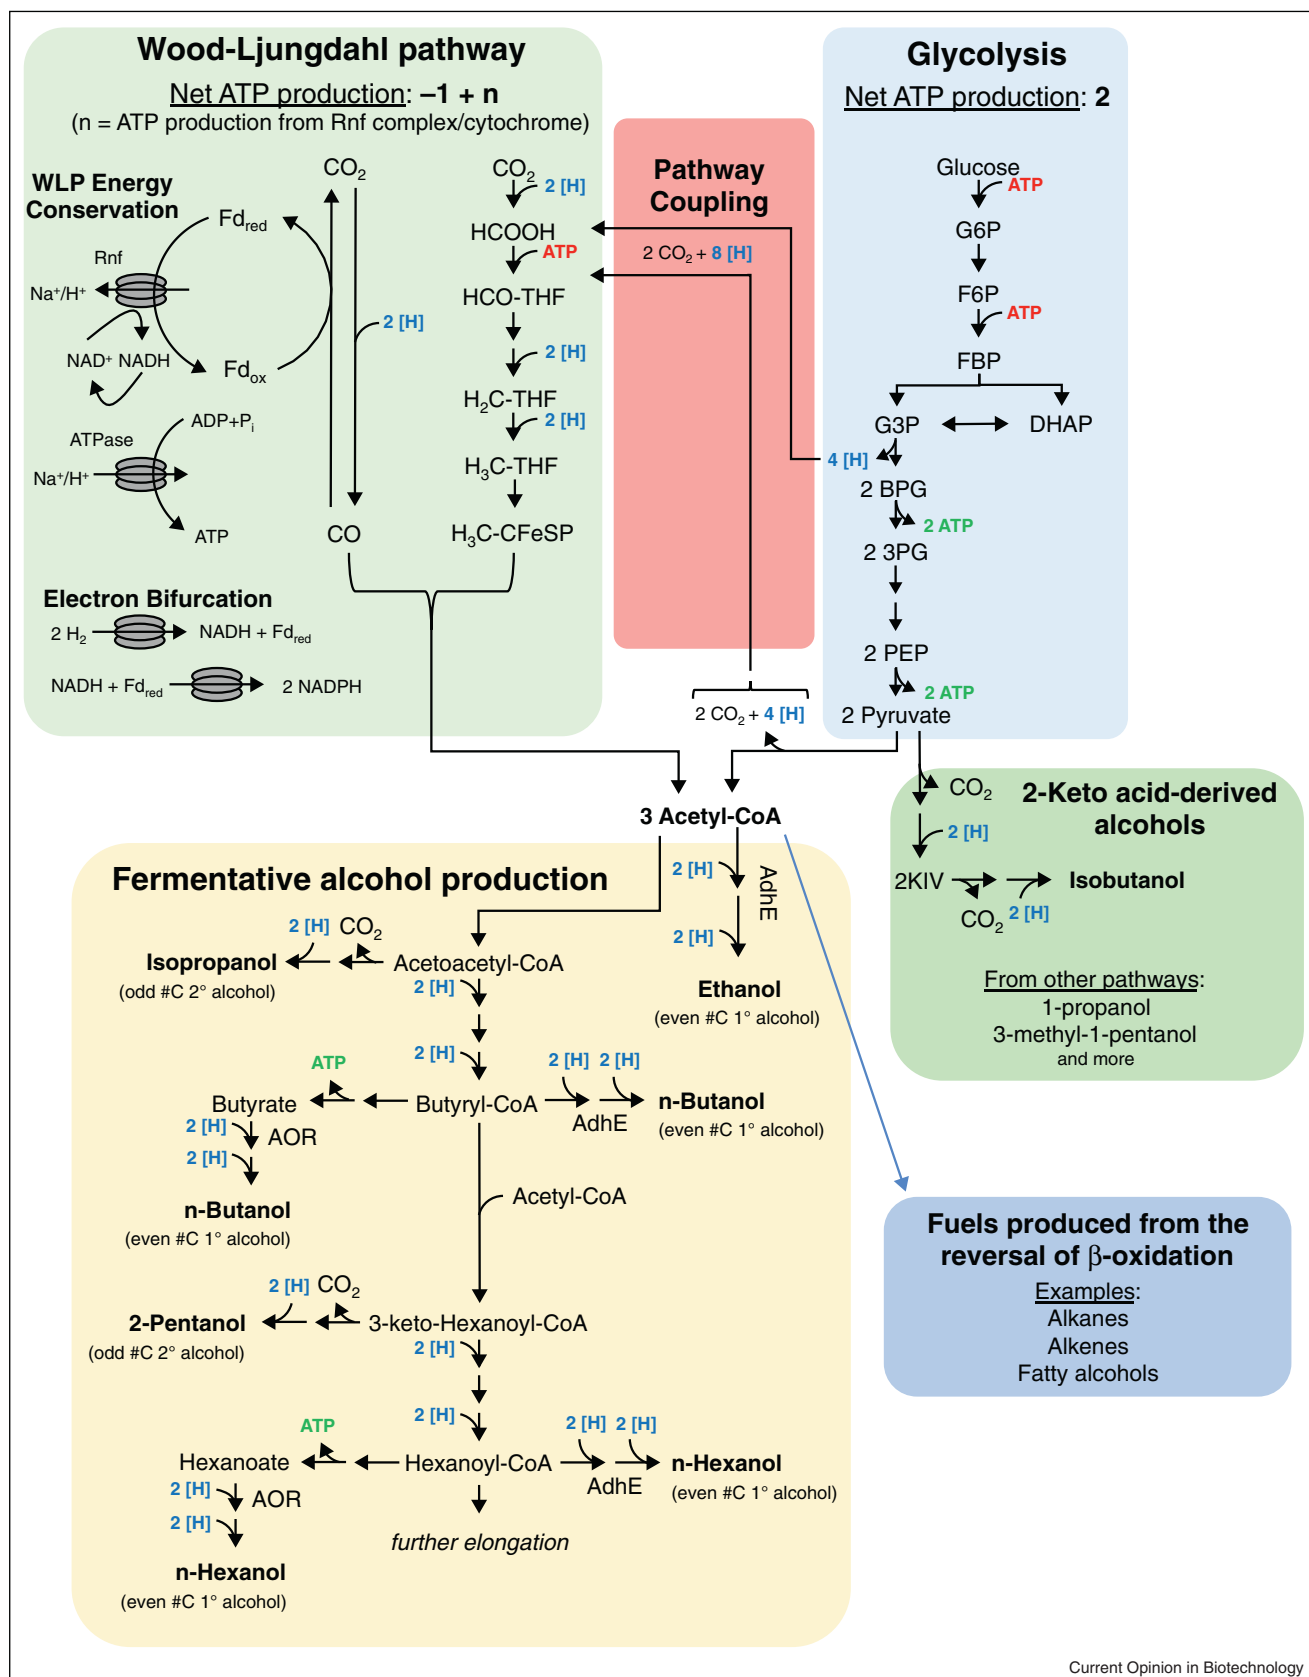 Wood-Ljungdahl pathway
Net ATP production: –1 + n
(n = ATP production from Rnf complex/cytochrome)
WLP Energy
Conservation
Fd_red
Rnf
Na⁺/H⁺
NAD⁺ NADH
Fd_ox
ADP+P_i
ATPase
Na⁺/H⁺
ATP
CO₂
2 [H]
CO
CO₂
2 [H]
HCOOH
ATP
HCO-THF
2 [H]
H₂C-THF
2 [H]
H₃C-THF
H₃C-CFeSP
Electron Bifurcation
2 H₂
NADH + Fd_red
NADH + Fd_red
2 NADPH
Pathway
Coupling
2 CO₂ + 8 [H]
2 CO₂ + 4 [H]
Glycolysis
Net ATP production: 2
Glucose
ATP
G6P
F6P
ATP
FBP
G3P
DHAP
4 [H]
2 BPG
2 ATP
2 3PG
2 PEP
2 ATP
2 Pyruvate
3 Acetyl-CoA
2-Keto acid-derived
alcohols
CO₂
2 [H]
2KIV
CO₂
2 [H]
Isobutanol
From other pathways:
1-propanol
3-methyl-1-pentanol
and more
Fermentative alcohol production
2 [H]
AdhE
2 [H]
Ethanol
(even #C 1° alcohol)
2 [H]
CO₂
Isopropanol
(odd #C 2° alcohol)
Acetoacetyl-CoA
2 [H]
2 [H]
ATP
Butyrate
Butyryl-CoA
2 [H]
2 [H]
AdhE
n-Butanol
(even #C 1° alcohol)
2 [H]
AOR
2 [H]
n-Butanol
(even #C 1° alcohol)
Acetyl-CoA
2 [H]
CO₂
2-Pentanol
(odd #C 2° alcohol)
3-keto-Hexanoyl-CoA
2 [H]
2 [H]
ATP
Hexanoate
Hexanoyl-CoA
2 [H]
2 [H]
AdhE
n-Hexanol
(even #C 1° alcohol)
2 [H]
AOR
2 [H]
n-Hexanol
(even #C 1° alcohol)
further elongation
Fuels produced from the
reversal of β-oxidation
Examples:
Alkanes
Alkenes
Fatty alcohols
Current Opinion in Biotechnology